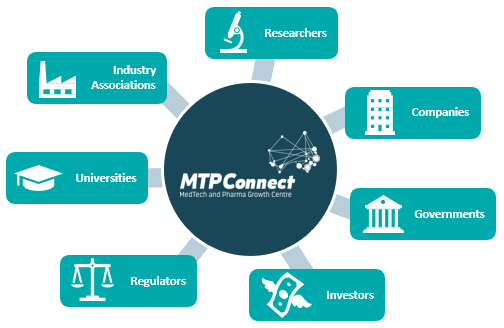 Researchers
Industry
Associations
Companies
MTPConnect
MedTech and Pharma Growth Centre
Universities
Governments
Regulators
Investors